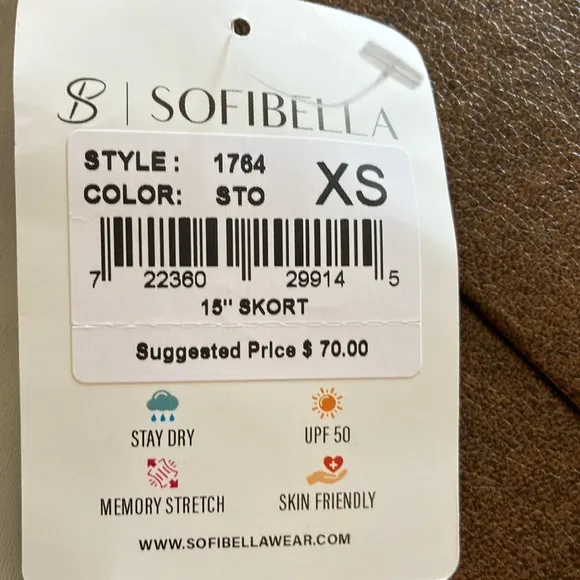 SB | SOFIBELLA
STYLE: 1764
COLOR: STO
XS
7 22360 29914 5
15" SKORT
Suggested Price $ 70.00
STAY DRY
UPF 50
MEMORY STRETCH
SKIN FRIENDLY
WWW.SOFIBELLAWEAR.COM